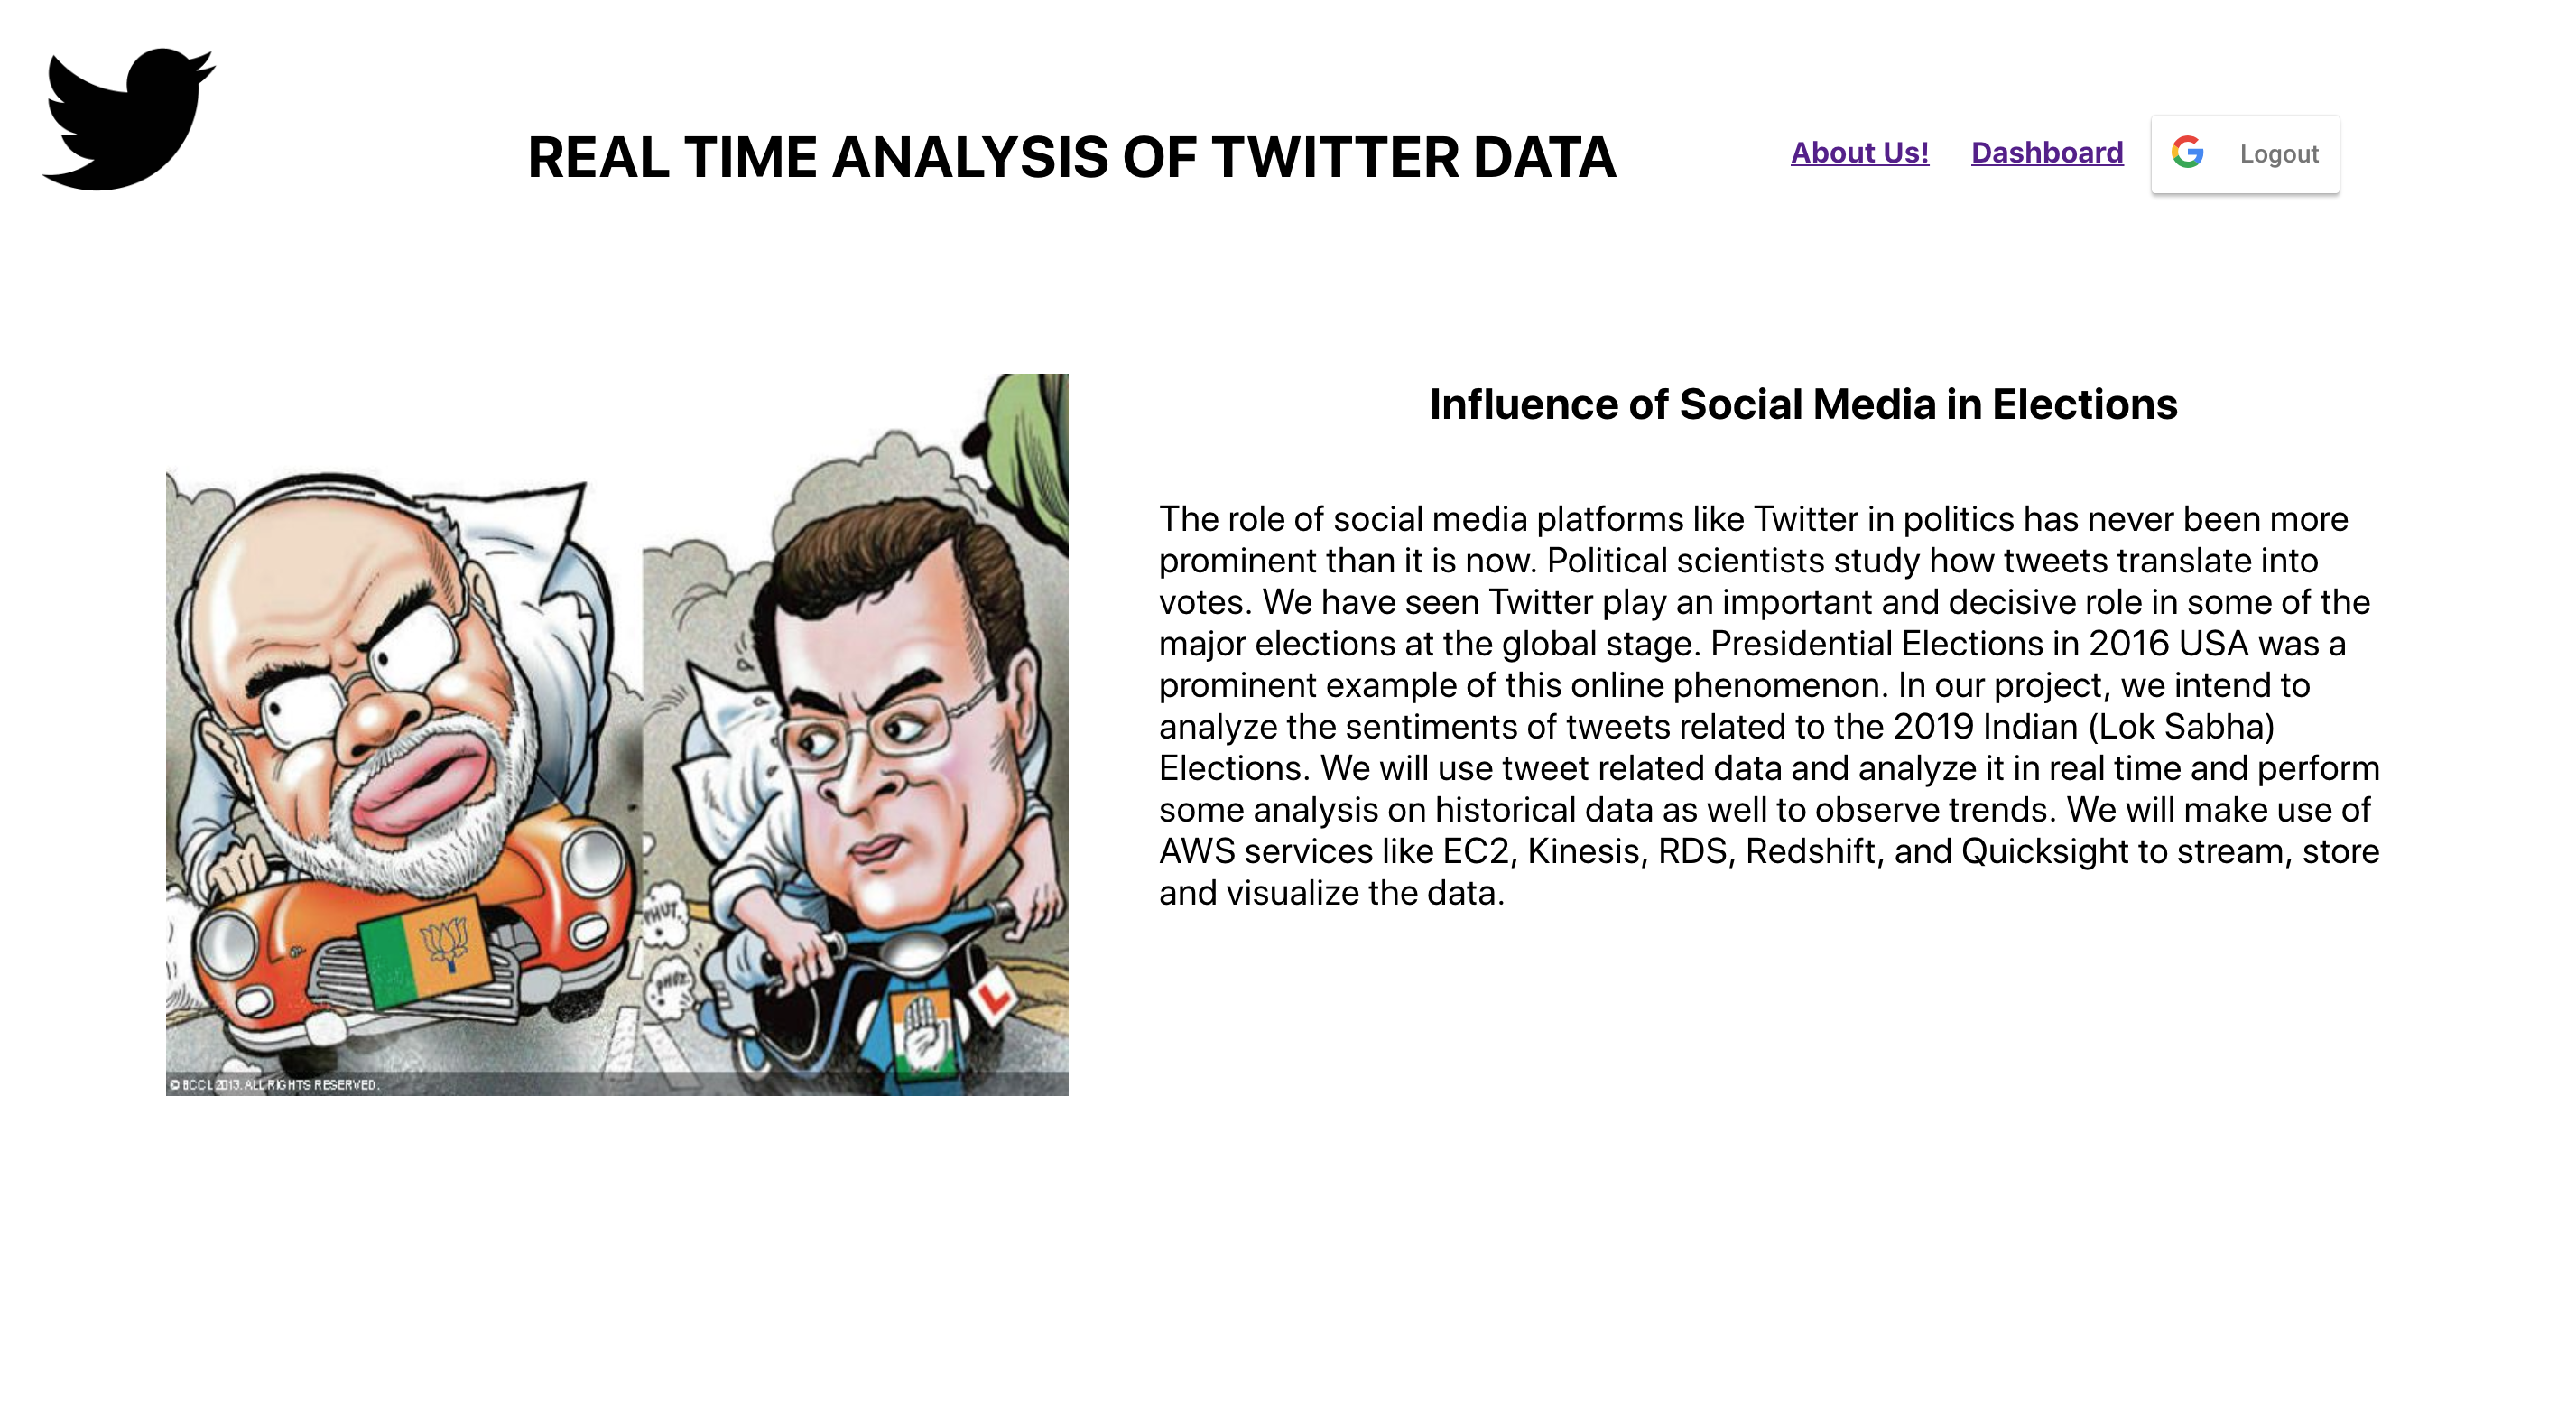 REAL TIME ANALYSIS OF TWITTER DATA
About Us!
Dashboard
Logout
Influence of Social Media in Elections
The role of social media platforms like Twitter in politics has never been more
prominent than it is now. Political scientists study how tweets translate into
votes. We have seen Twitter play an important and decisive role in some of the
major elections at the global stage. Presidential Elections in 2016 USA was a
prominent example of this online phenomenon. In our project, we intend to
analyze the sentiments of tweets related to the 2019 Indian (Lok Sabha)
Elections. We will use tweet related data and analyze it in real time and perform
some analysis on historical data as well to observe trends. We will make use of
AWS services like EC2, Kinesis, RDS, Redshift, and Quicksight to stream, store
and visualize the data.
PHUT..
PHUT.
L
© BCCL 2013. ALL RIGHTS RESERVED.